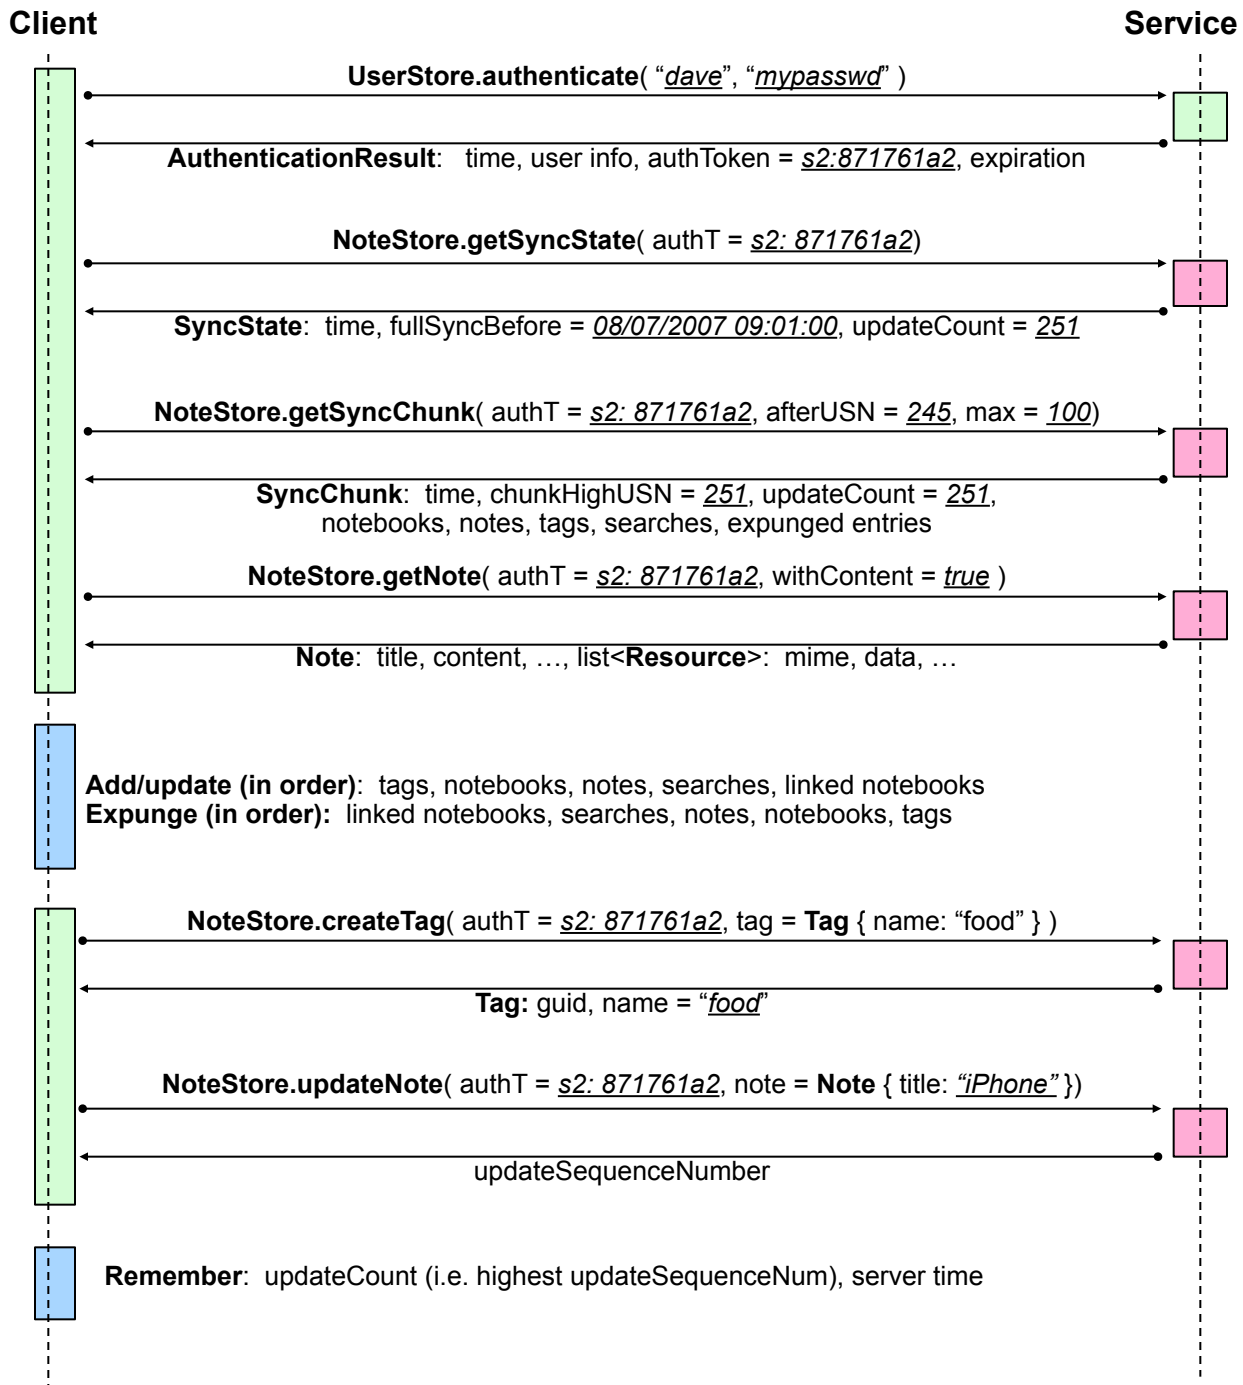 Client
Service
UserStore.authenticate( “dave”, “mypasswd” )
AuthenticationResult:  time, user info, authToken = s2:871761a2, expiration
NoteStore.getSyncState( authT = s2: 871761a2)
SyncState:  time, fullSyncBefore = 08/07/2007 09:01:00, updateCount = 251
NoteStore.getSyncChunk( authT = s2: 871761a2, afterUSN = 245, max = 100)
SyncChunk:  time, chunkHighUSN = 251, updateCount = 251,
notebooks, notes, tags, searches, expunged entries
NoteStore.getNote( authT = s2: 871761a2, withContent = true )
Note:  title, content, …, list<Resource>:  mime, data, …
Add/update (in order):  tags, notebooks, notes, searches, linked notebooks
Expunge (in order):  linked notebooks, searches, notes, notebooks, tags
NoteStore.createTag( authT = s2: 871761a2, tag = Tag { name: “food” } )
Tag: guid, name = “food”
NoteStore.updateNote( authT = s2: 871761a2, note = Note { title: “iPhone” })
updateSequenceNumber
Remember:  updateCount (i.e. highest updateSequenceNum), server time